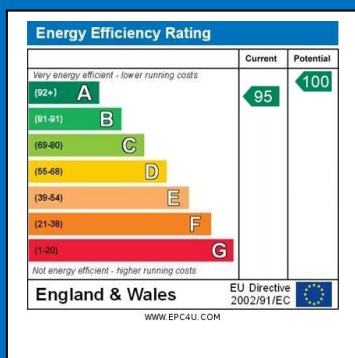 Energy Efficiency Rating
Current Potential
Very energy efficient - lower running costs
(92+) A 95 100
(81-91) B
(69-80) C
(55-68) D
(39-54) E
(21-38) F
(1-20) G
Not energy efficient - higher running costs
England & Wales
EU Directive
2002/91/EC
WWW.EPC4U.COM